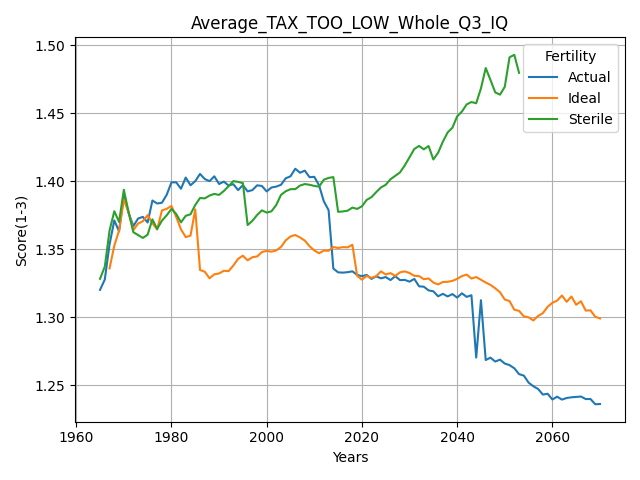 Average_TAX_TOO_LOW_Whole_Q3_IQ
Score(1-3)
1.50
1.45
1.40
1.35
1.30
1.25
Fertility
Actual
Ideal
Sterile
1960 1980 2000 2020 2040 2060
Years